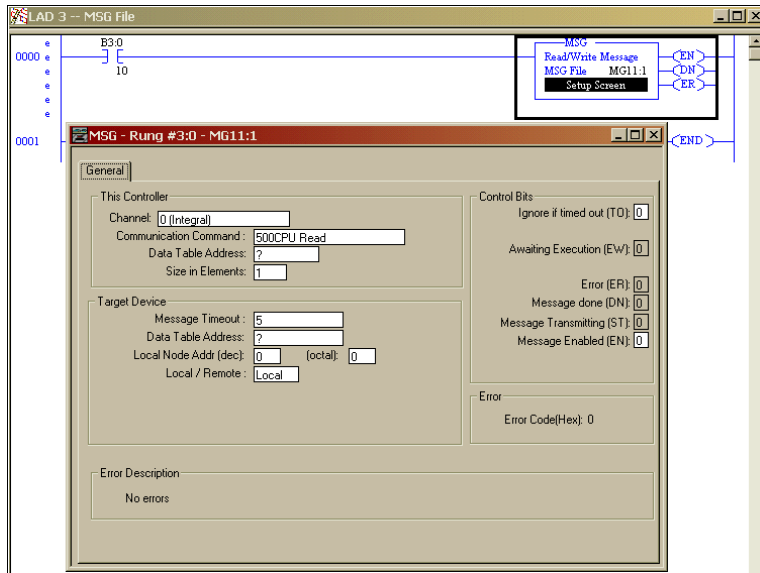 LAD 3 -- MSG File
e
0000 e
e
e
e
e
B3:0
10
MSG
Read/Write Message
MSG File MG11:1
Setup Screen
EN
DN
ER
0001
END
MSG - Rung #3:0 - MG11:1
General
This Controller
Channel: 0 (Integral)
Communication Command : 500CPU Read
Data Table Address: ?
Size in Elements: 1
Target Device
Message Timeout : 5
Data Table Address: ?
Local Node Addr (dec): 0 (octal): 0
Local / Remote : Local
Control Bits
Ignore if timed out (TO): 0
Awaiting Execution (EW): 0
Error (ER): 0
Message done (DN): 0
Message Transmitting (ST): 0
Message Enabled (EN): 0
Error
Error Code(Hex): 0
Error Description
No errors